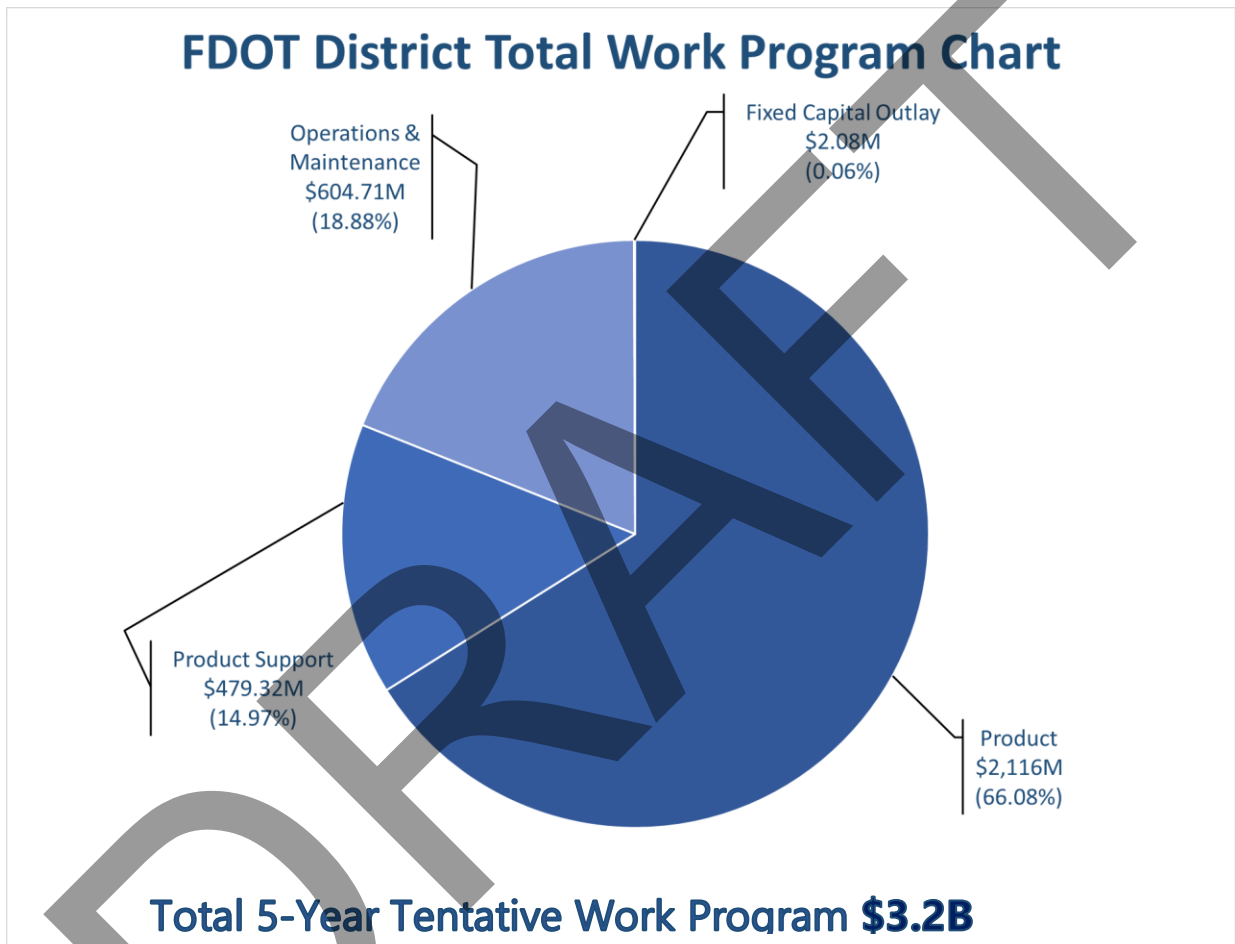 FDOT District Total Work Program Chart
Fixed Capital Outlay
$2.08M
(0.06%)
Operations &
Maintenance
$604.71M
(18.88%)
Product Support
$479.32M
(14.97%)
Product
$2,116M
(66.08%)
DRAFT
Total 5-Year Tentative Work Program $3.2B